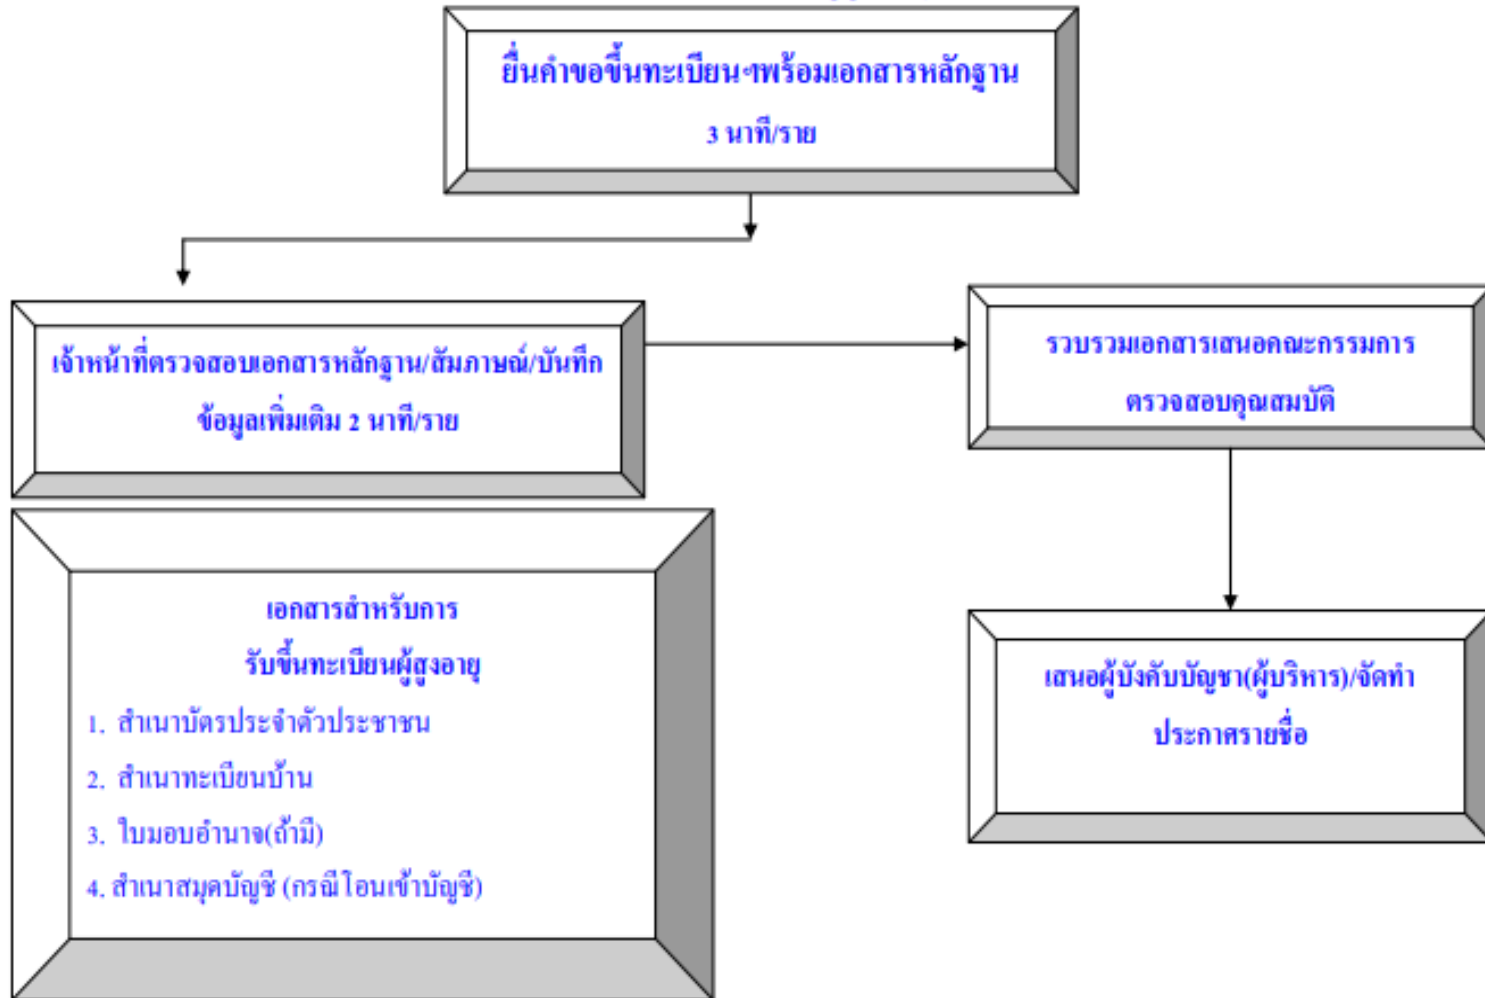 ยื่นคำขอขึ้นทะเบียนฯพร้อมเอกสารหลักฐาน
3 นาที/ราย
เจ้าหน้าที่ตรวจสอบเอกสารหลักฐาน/สัมภาษณ์/บันทึก
ข้อมูลเพิ่มเติม 2 นาที/ราย
รวบรวมเอกสารเสนอคณะกรรมการ
ตรวจสอบคุณสมบัติ
เอกสารสำหรับการ
รับขึ้นทะเบียนผู้สูงอายุ
1. สำเนาบัตรประจำตัวประชาชน
2. สำเนาทะเบียนบ้าน
3. ใบมอบอำนาจ(ถ้ามี)
4. สำเนาสมุดบัญชี (กรณีโอนเข้าบัญชี)
เสนอผู้บังคับบัญชา(ผู้บริหาร)/จัดทำ
ประกาศรายชื่อ